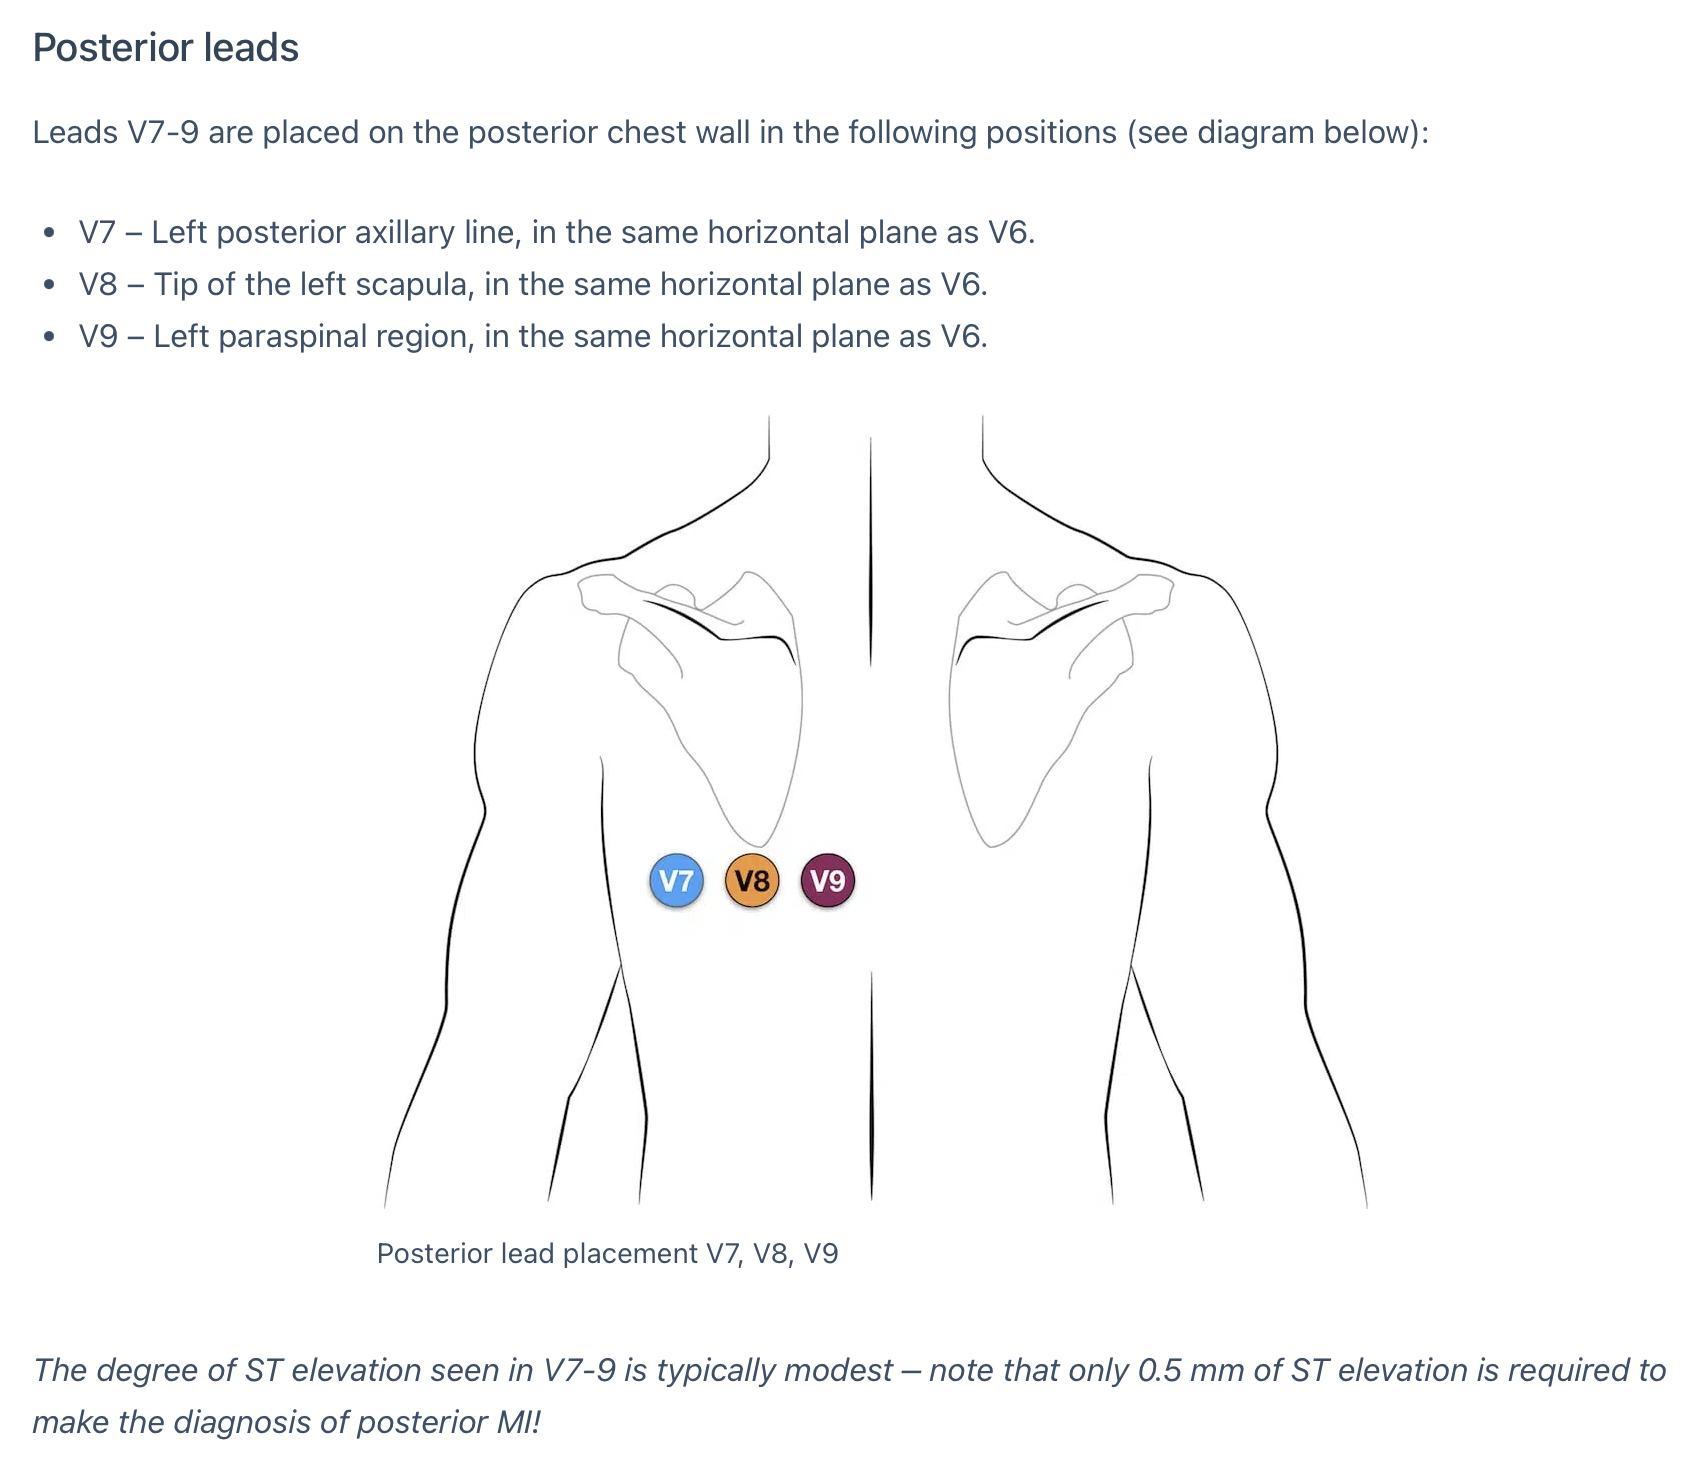 Posterior leads
Leads V7-9 are placed on the posterior chest wall in the following positions (see diagram below):
• V7 – Left posterior axillary line, in the same horizontal plane as V6.
• V8 – Tip of the left scapula, in the same horizontal plane as V6.
• V9 – Left paraspinal region, in the same horizontal plane as V6.
V7 V8 V9
Posterior lead placement V7, V8, V9
The degree of ST elevation seen in V7-9 is typically modest – note that only 0.5 mm of ST elevation is required to
make the diagnosis of posterior MI!